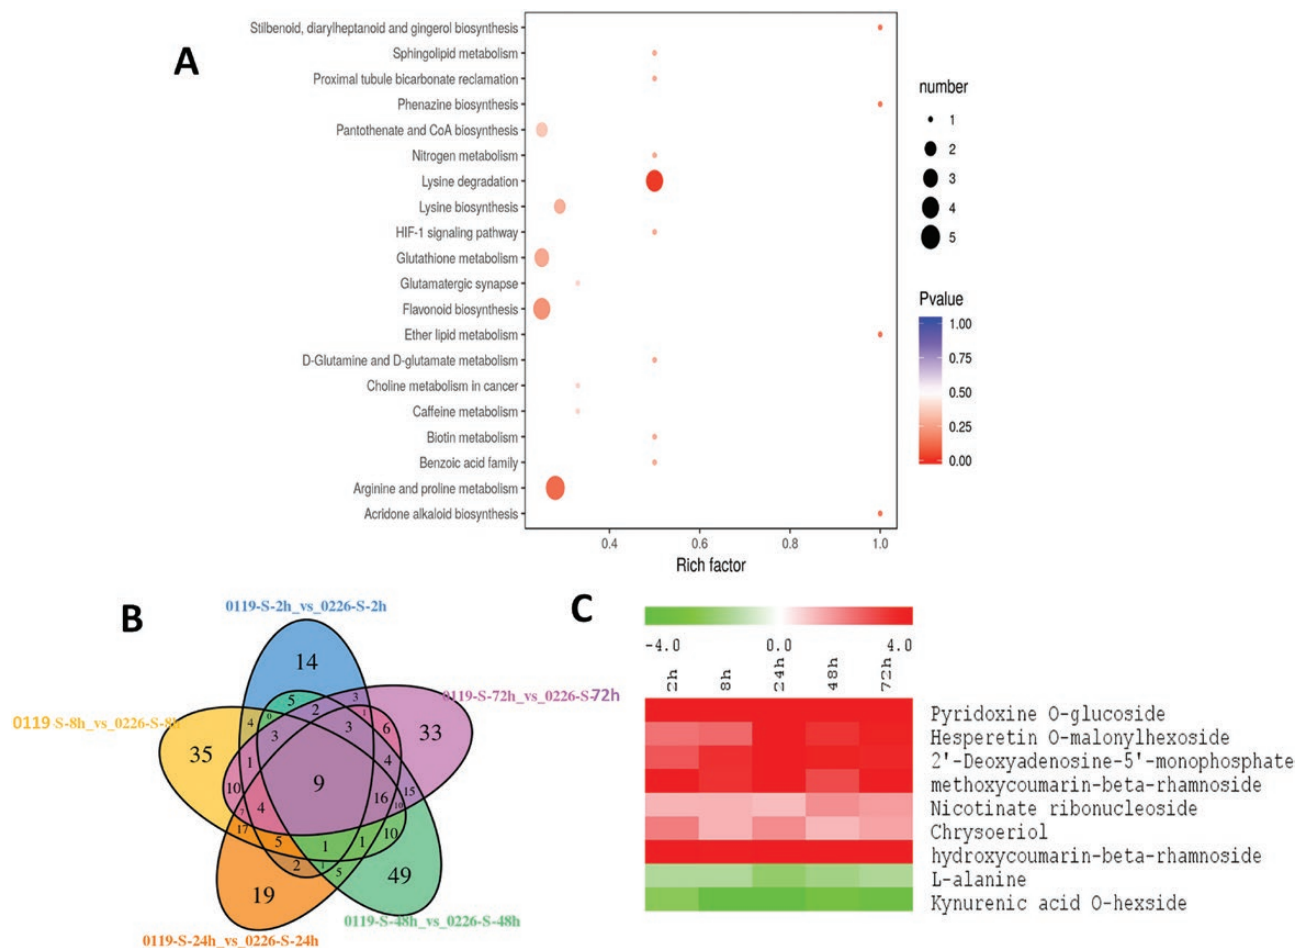 A
Stilbenoid, diarylheptanoid and gingerol biosynthesis
Sphingolipid metabolism
Proximal tubule bicarbonate reclamation
Phenazine biosynthesis
Pantothenate and CoA biosynthesis
Nitrogen metabolism
Lysine degradation
Lysine biosynthesis
HIF-1 signaling pathway
Glutathione metabolism
Glutamatergic synapse
Flavonoid biosynthesis
Ether lipid metabolism
D-Glutamine and D-glutamate metabolism
Choline metabolism in cancer
Caffeine metabolism
Biotin metabolism
Benzoic acid family
Arginine and proline metabolism
Acridone alkaloid biosynthesis
0.4 0.6 0.8 1.0
Rich factor
number
1
2
3
4
5
Pvalue
1.00
0.75
0.50
0.25
0.00
B
0119-S-2h_vs_0226-S-2h
14
0119-S-72h_vs_0226-S-72h
0119-S-8h_vs_0226-S-8h
5 2 3
4 0 3 3 1 6
35 33
1 4
9
10 4 16 15
7 10
17 5 1 1 10
2 1 5
19 49
0119-S-48h_vs_0226-S-48h
0119-S-24h_vs_0226-S-24h
C
-4.0 0.0 4.0
2h 8h 24h 48h 72h
Pyridoxine O-glucoside
Hesperetin O-malonylhexoside
2'-Deoxyadenosine-5'-monophosphate
methoxycoumarin-beta-rhamnoside
Nicotinate ribonucleoside
Chrysoeriol
hydroxycoumarin-beta-rhamnoside
L-alanine
Kynurenic acid O-hexside